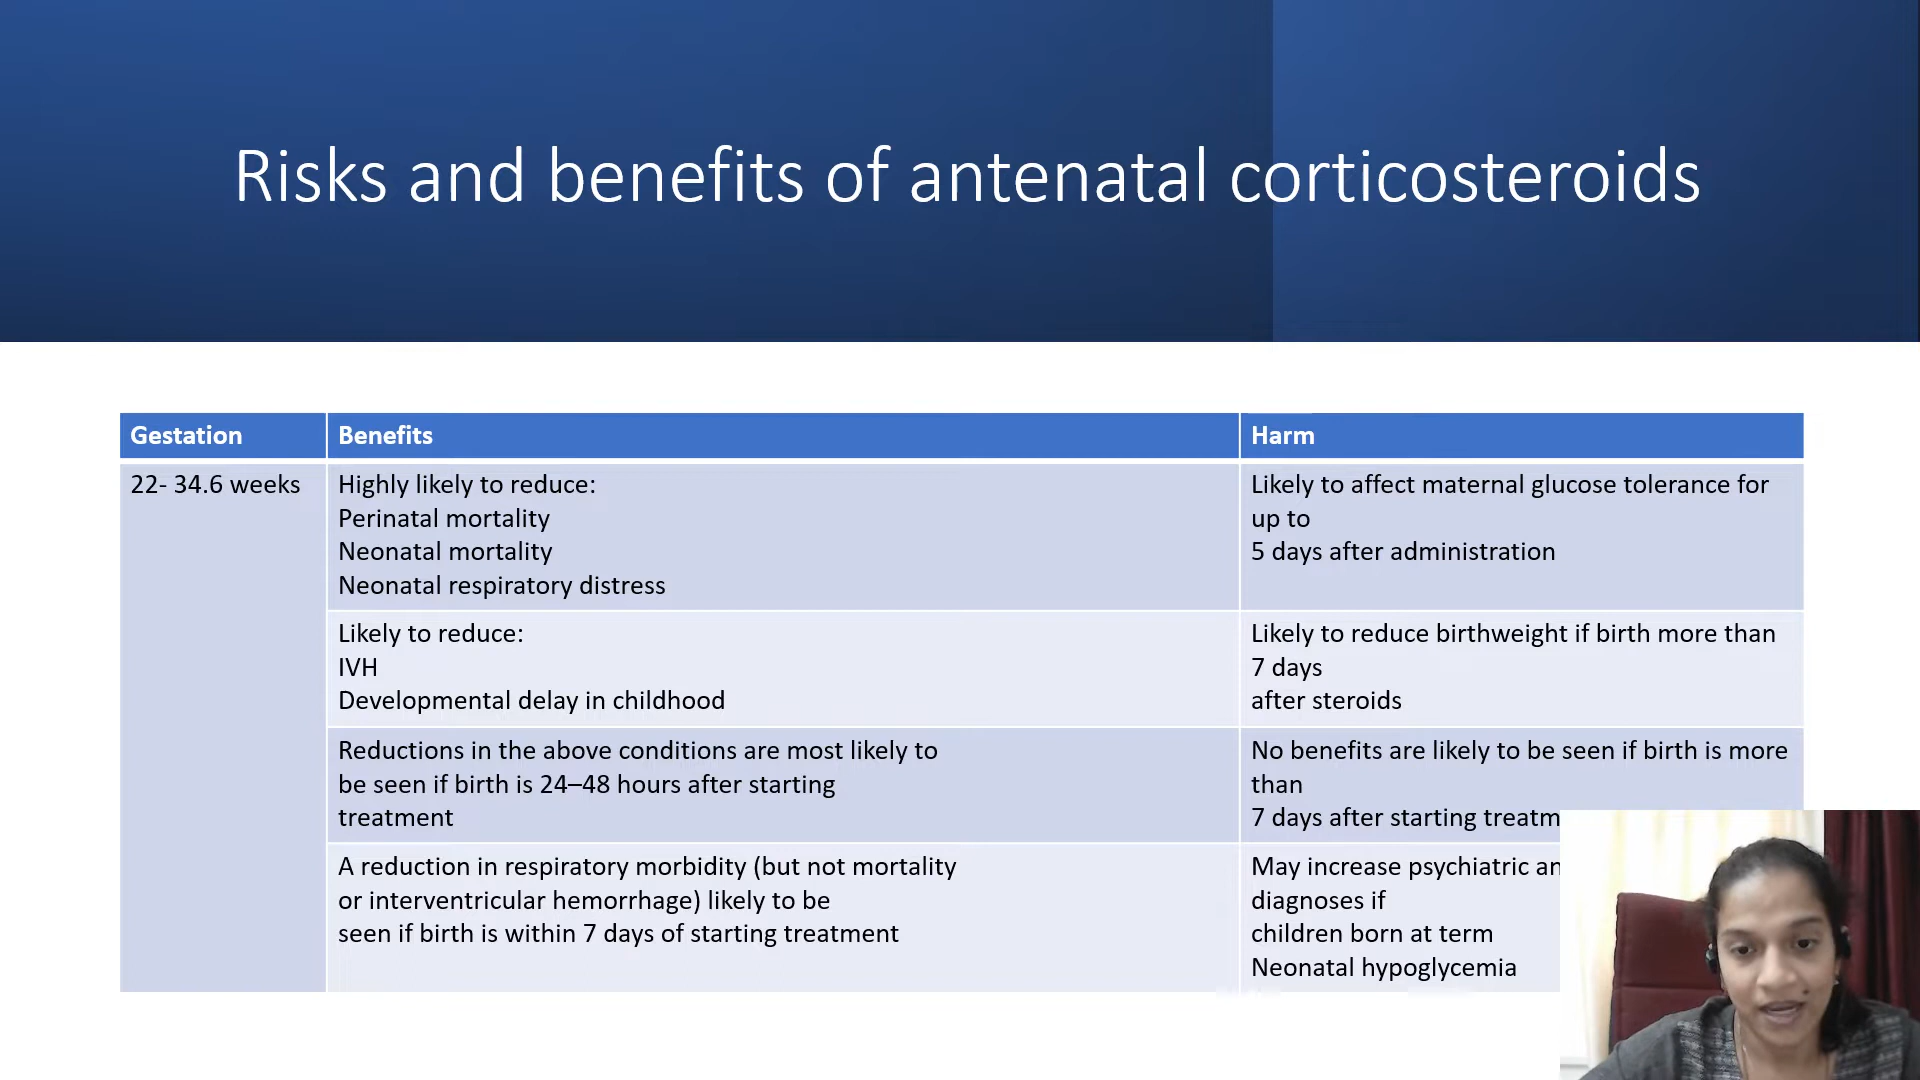 Risks and benefits of antenatal corticosteroids
Gestation
Benefits
Harm
22- 34.6 weeks
Highly likely to reduce:
Perinatal mortality
Neonatal mortality
Neonatal respiratory distress
Likely to affect maternal glucose tolerance for
up to
5 days after administration
Likely to reduce:
IVH
Developmental delay in childhood
Likely to reduce birthweight if birth more than
7 days
after steroids
Reductions in the above conditions are most likely to
be seen if birth is 24–48 hours after starting
treatment
No benefits are likely to be seen if birth is more
than
7 days after starting
A reduction in respiratory morbidity (but not mortality
or interventricular hemorrhage) likely to be
seen if birth is within 7 days of starting treatment
May increase psychiatric
diagnoses if
children born at term
Neonatal hypoglycemia